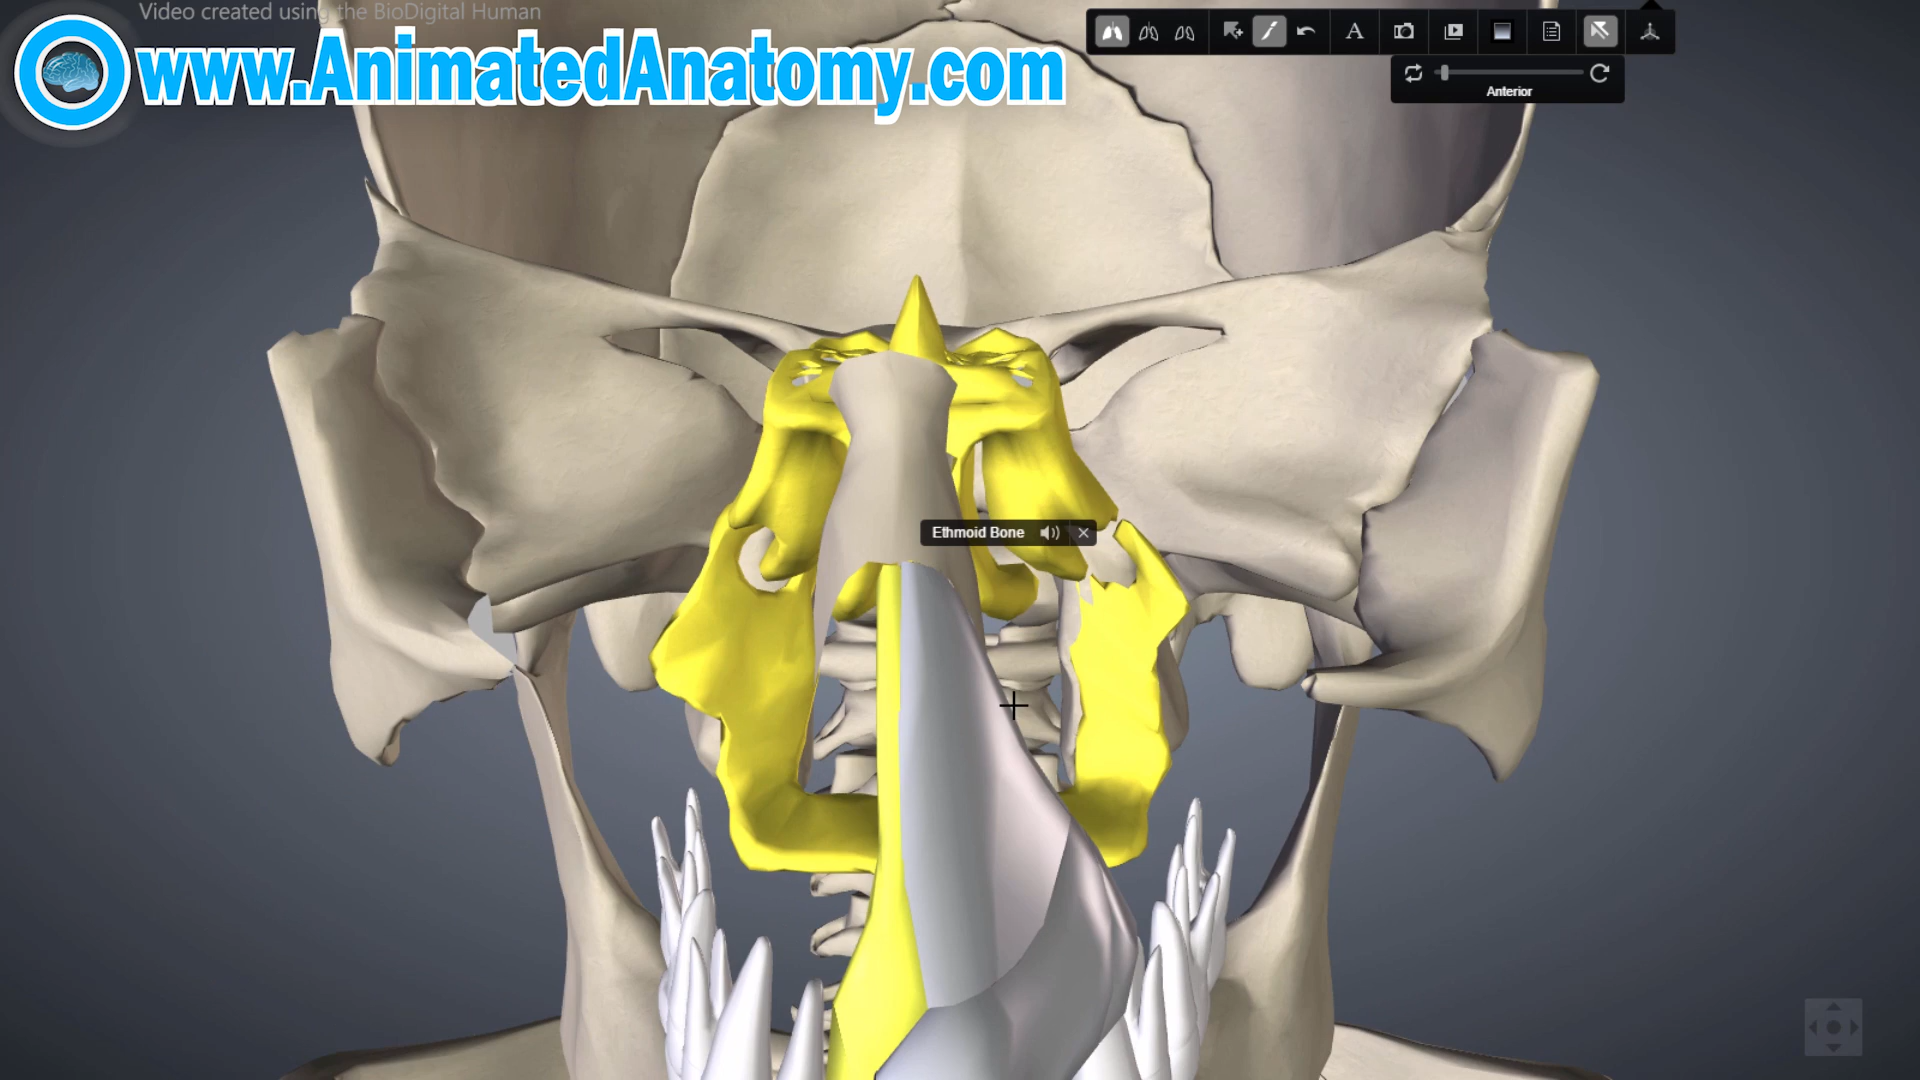 Video created using the BioDigital Human
www.AnimatedAnatomy.com
A
Anterior
Ethmoid Bone